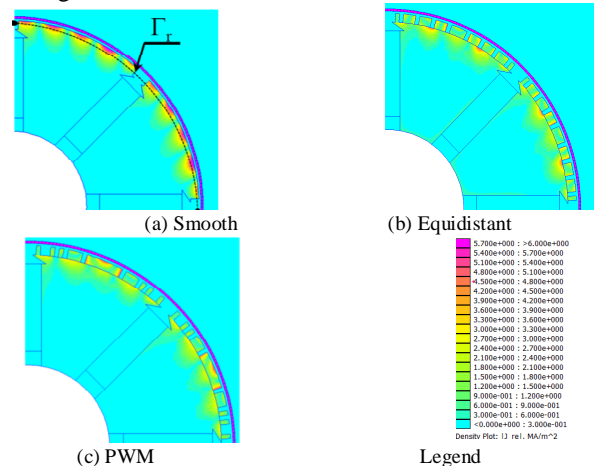 Γr
(a) Smooth
(b) Equidistant
5.700e+000 : >6.000e+000
5.400e+000 : 5.700e+000
5.100e+000 : 5.400e+000
4.800e+000 : 5.100e+000
4.500e+000 : 4.800e+000
4.200e+000 : 4.500e+000
3.900e+000 : 4.200e+000
3.600e+000 : 3.900e+000
3.300e+000 : 3.600e+000
3.000e+000 : 3.300e+000
2.700e+000 : 3.000e+000
2.400e+000 : 2.700e+000
2.100e+000 : 2.400e+000
1.800e+000 : 2.100e+000
1.500e+000 : 1.800e+000
1.200e+000 : 1.500e+000
9.000e-001 : 1.200e+000
6.000e-001 : 9.000e-001
3.000e-001 : 6.000e-001
<0.000e+000 : 3.000e-001
Density Plot: |J re|, MA/m^2
(c) PWM
Legend